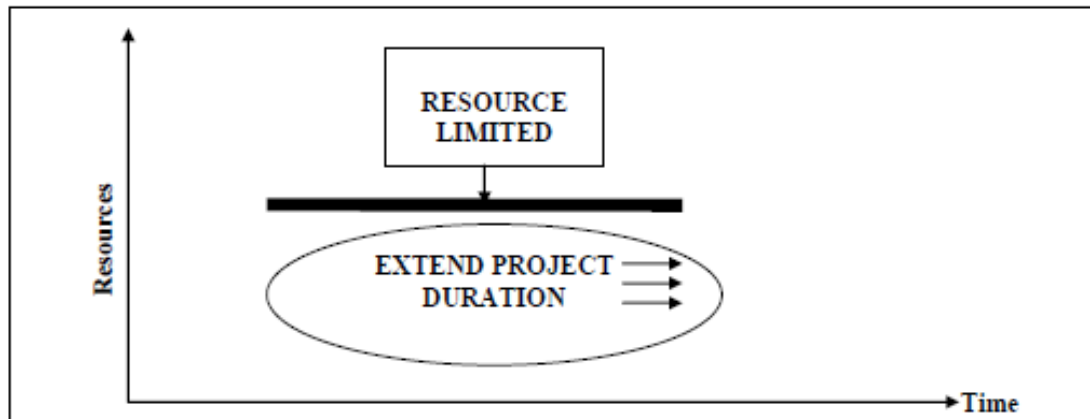 RESOURCE
LIMITED
Resources
EXTEND PROJECT
DURATION
Time